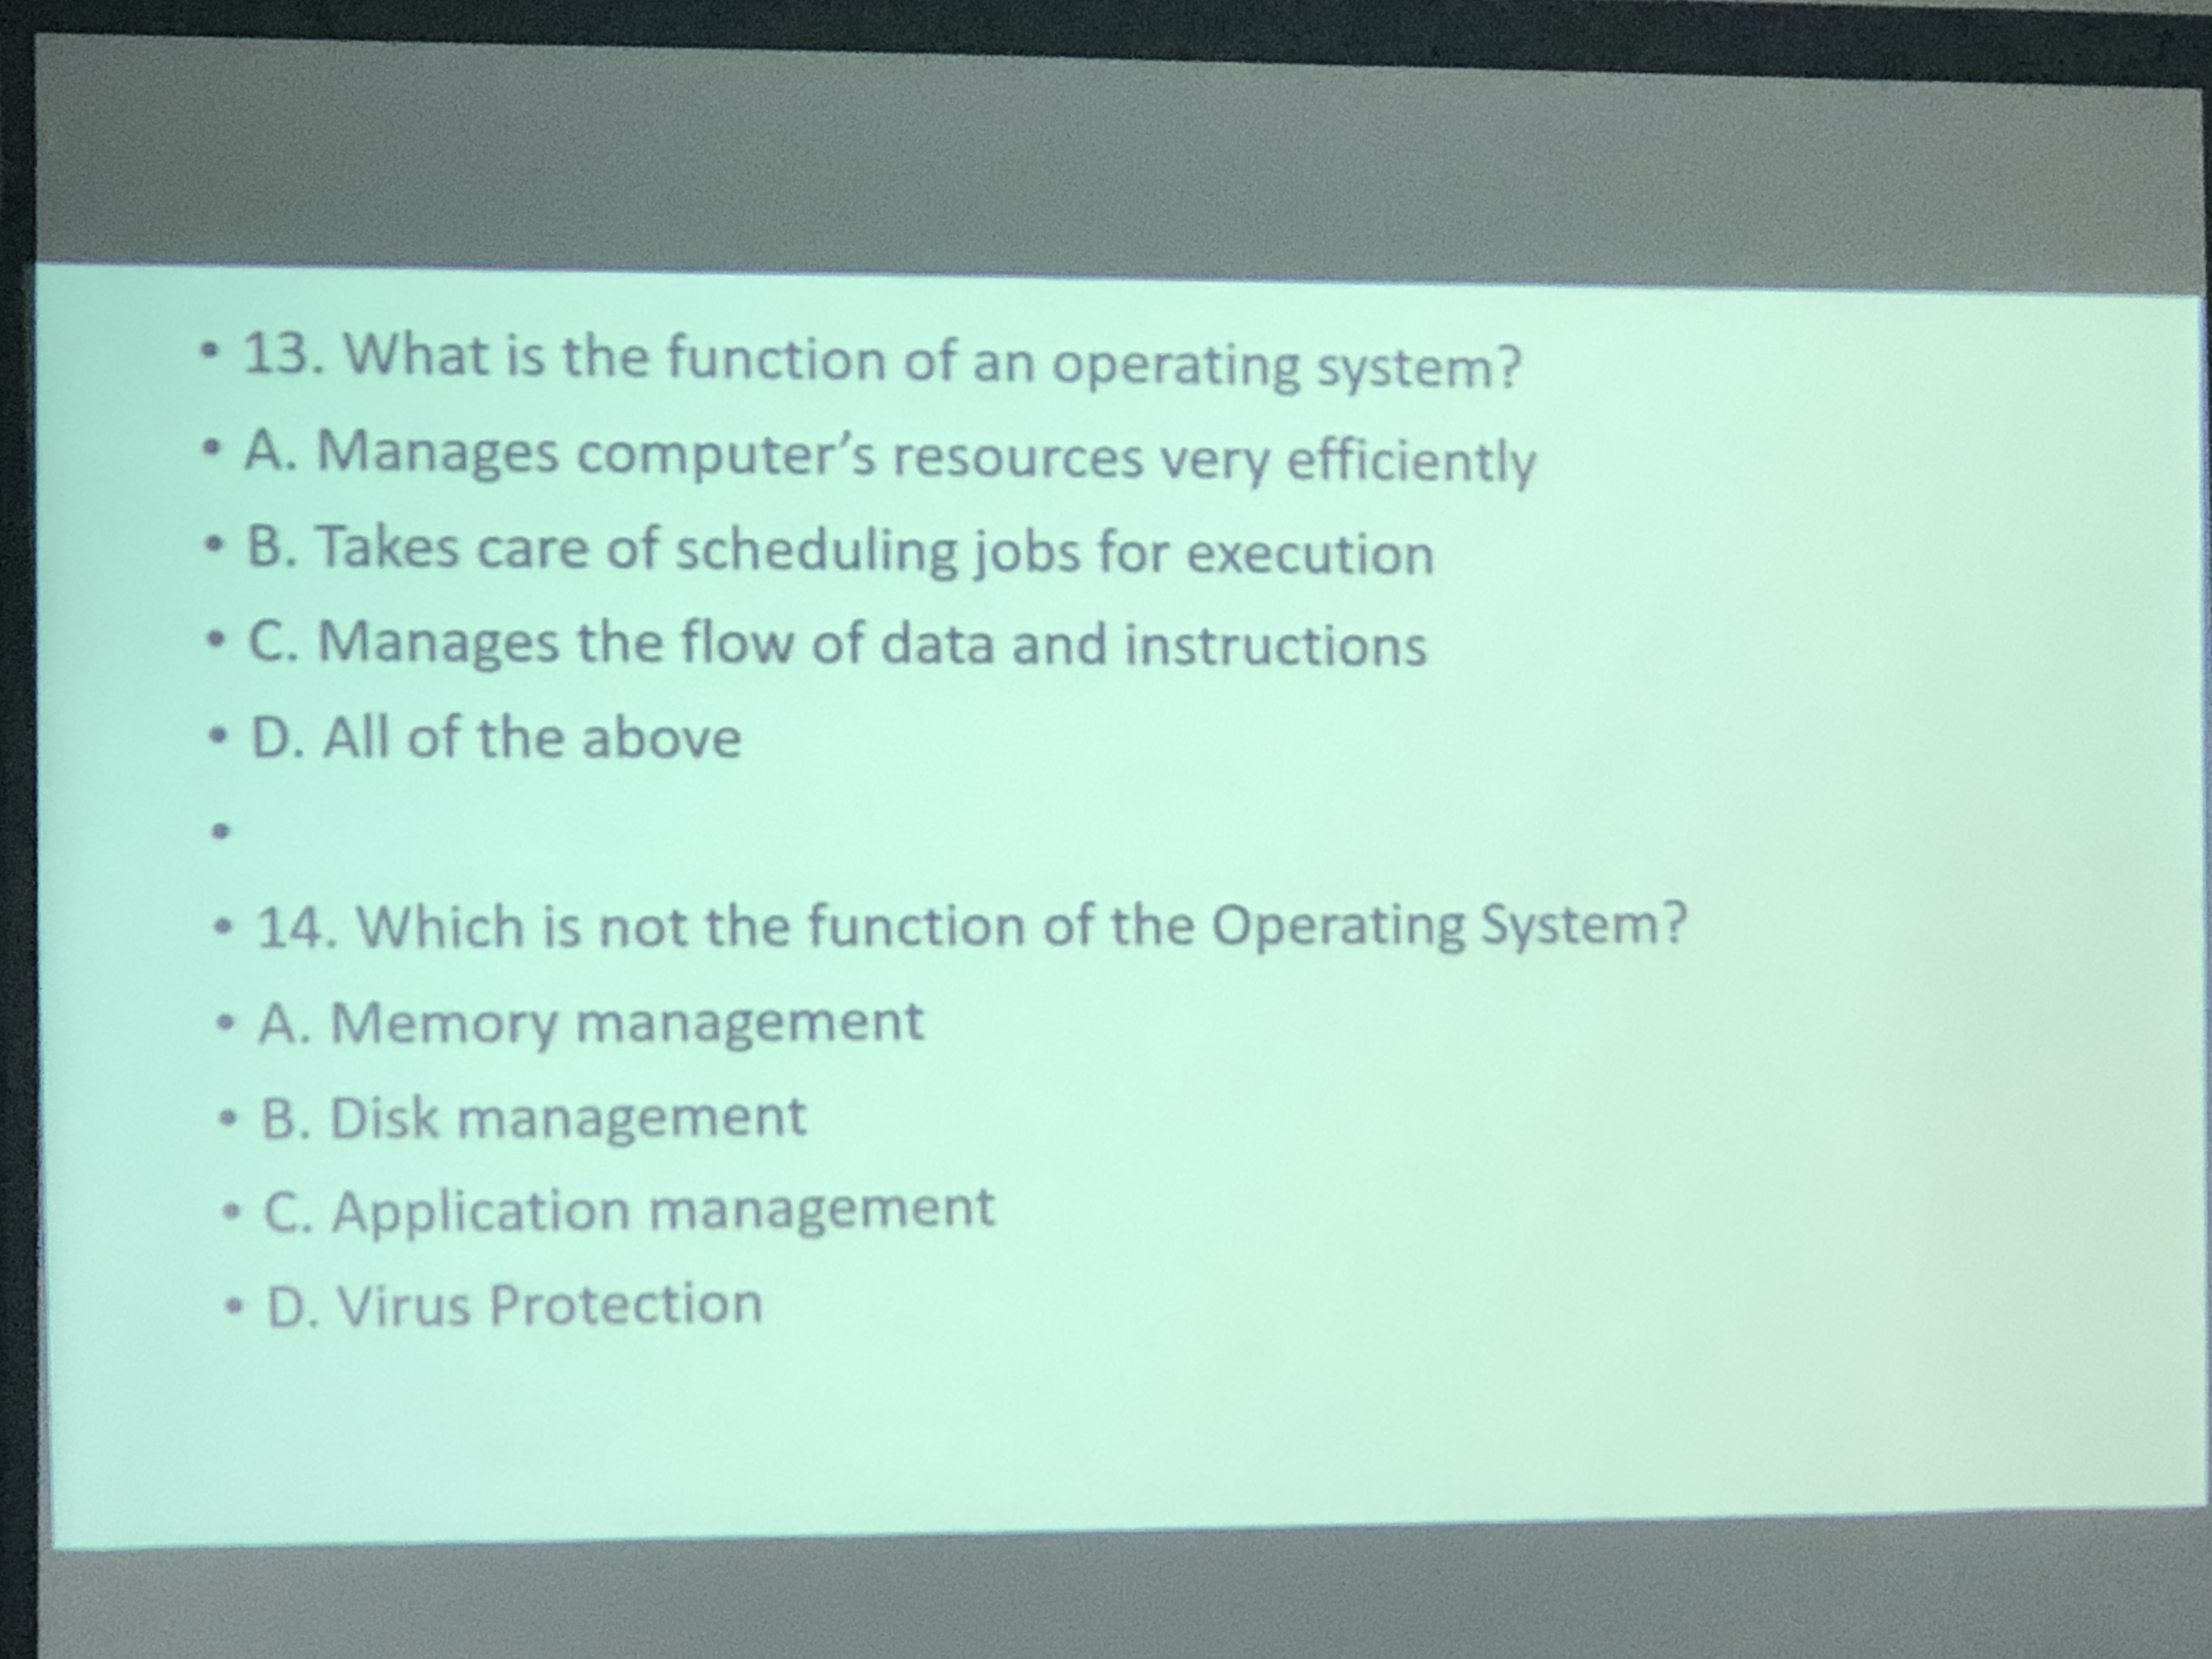 • 13. What is the function of an operating system?
• A. Manages computer’s resources very efficiently
• B. Takes care of scheduling jobs for execution
• C. Manages the flow of data and instructions
• D. All of the above
•
• 14. Which is not the function of the Operating System?
• A. Memory management
• B. Disk management
• C. Application management
• D. Virus Protection